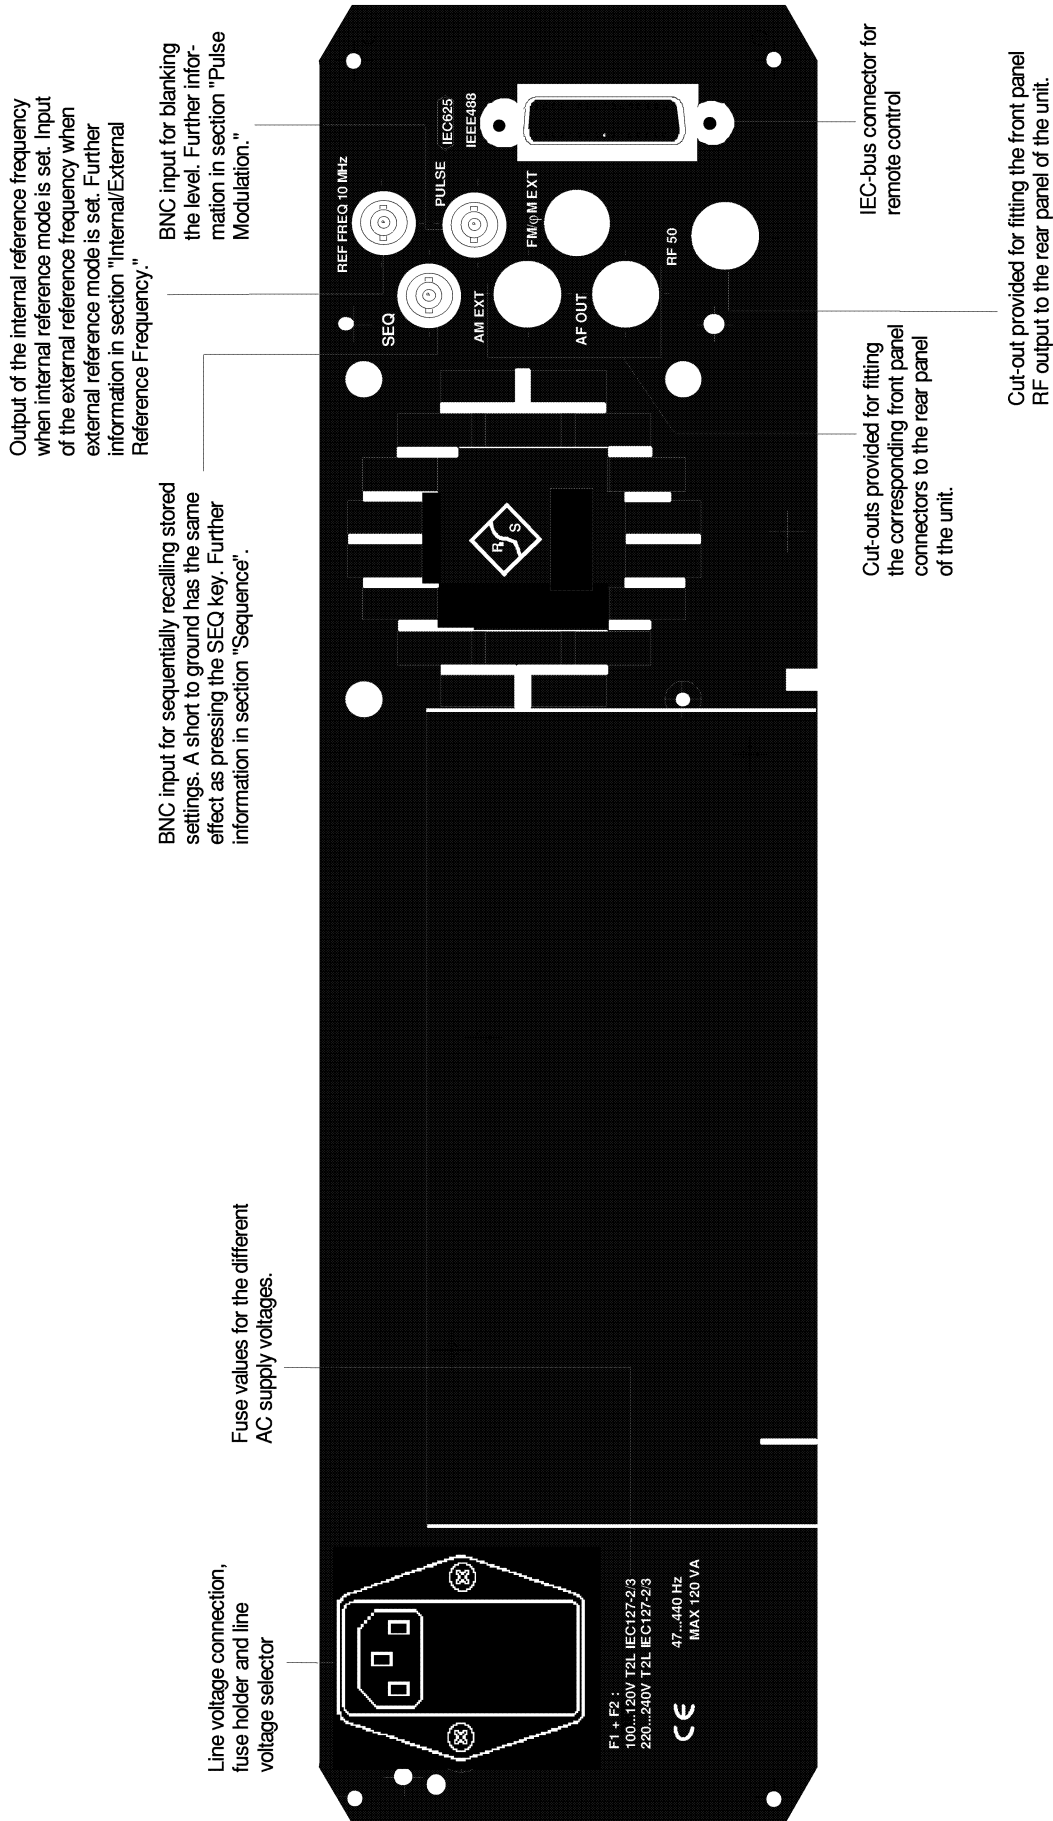 Line voltage connection,
fuse holder and line
voltage selector
Fuse values for the different
AC supply voltages.
BNC input for sequentially recalling stored
settings. A short to ground has the same
effect as pressing the SEQ key. Further
information in section "Sequence".
Output of the internal reference frequency
when internal reference mode is set. Input
of the external reference frequency when
external reference mode is set. Further
information in section "Internal/External
Reference Frequency."
BNC input for blanking
the level. Further infor-
mation in section "Pulse
Modulation."
F1 + F2 :
100...120V T2L IEC127-2/3
220...240V T2L IEC127-2/3
CE
47...440 Hz
MAX 120 VA
R
S
SEQ
REF FREQ 10 MHz
PULSE
IEC625
IEEE488
AM EXT
FM/φM EXT
AF OUT
RF 50
Cut-outs provided for fitting
the corresponding front panel
connectors to the rear panel
of the unit.
IEC-bus connector for
remote control
Cut-out provided for fitting the front panel
RF output to the rear panel of the unit.